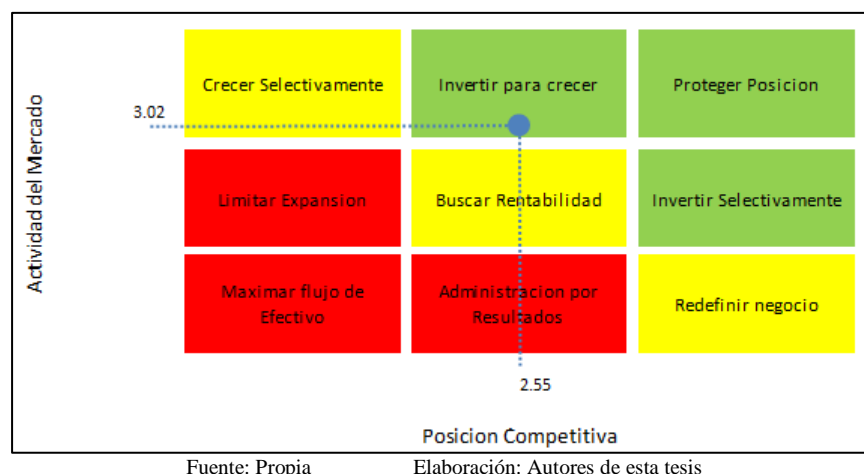 Crecer Selectivamente
Invertir para crecer
Proteger Posicion
3.02
Actividad del Mercado
Limitar Expansion
Buscar Rentabilidad
Invertir Selectivamente
Maximar flujo de
Efectivo
Administracion por
Resultados
Redefinir negocio
2.55
Posicion Competitiva
Fuente: Propia Elaboración: Autores de esta tesis